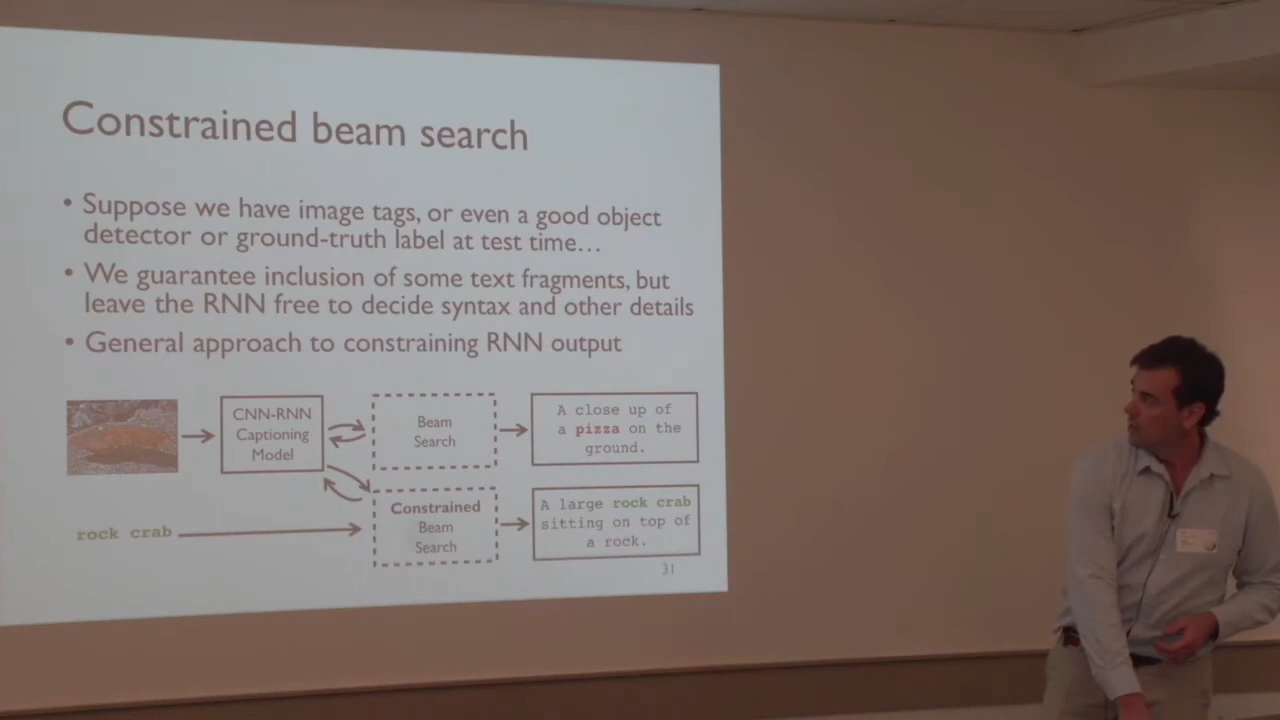 Constrained beam search
• Suppose we have image tags, or even a good object
detector or ground-truth label at test time…
• We guarantee inclusion of some text fragments, but
leave the RNN free to decide syntax and other details
• General approach to constraining RNN output
CNN-RNN
Captioning
Model
Beam
Search
A close up of
a pizza on the
ground.
rock crab
Constrained
Beam
Search
A large rock crab
sitting on top of
a rock.
31